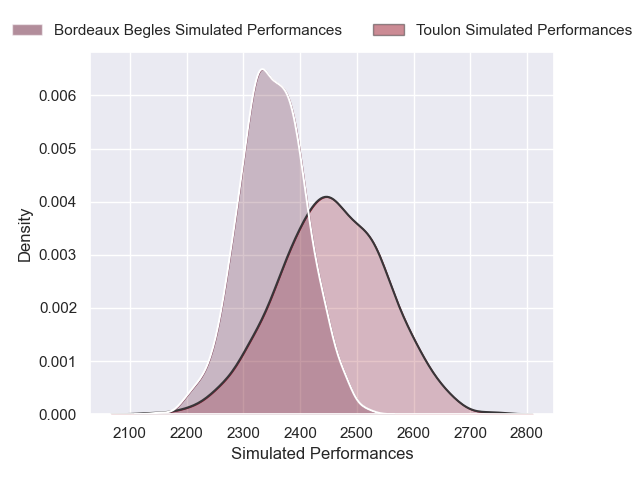 Bordeaux Begles Simulated Performances
Toulon Simulated Performances
Density
0.006
0.005
0.004
0.003
0.002
0.001
0.000
2100 2200 2300 2400 2500 2600 2700 2800
Simulated Performances